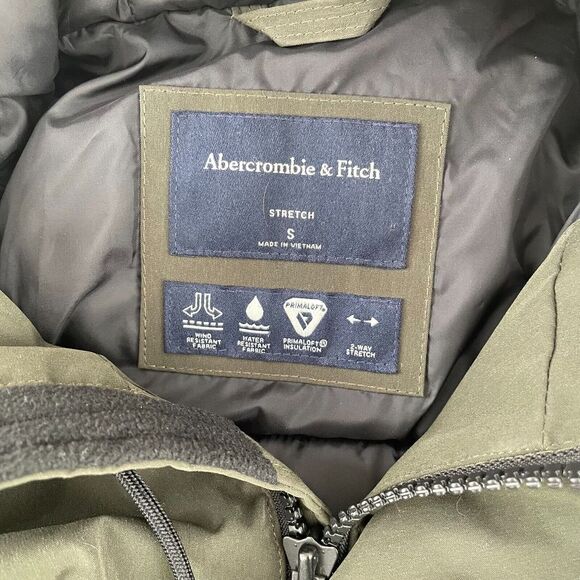 Abercrombie & Fitch
STRETCH
S
MADE IN VIETNAM
PRIMALOFT
WIND
RESISTANT
FABRIC
WATER
RESISTANT
FABRIC
PRIMALOFT®
INSULATION
2-WAY
STRETCH